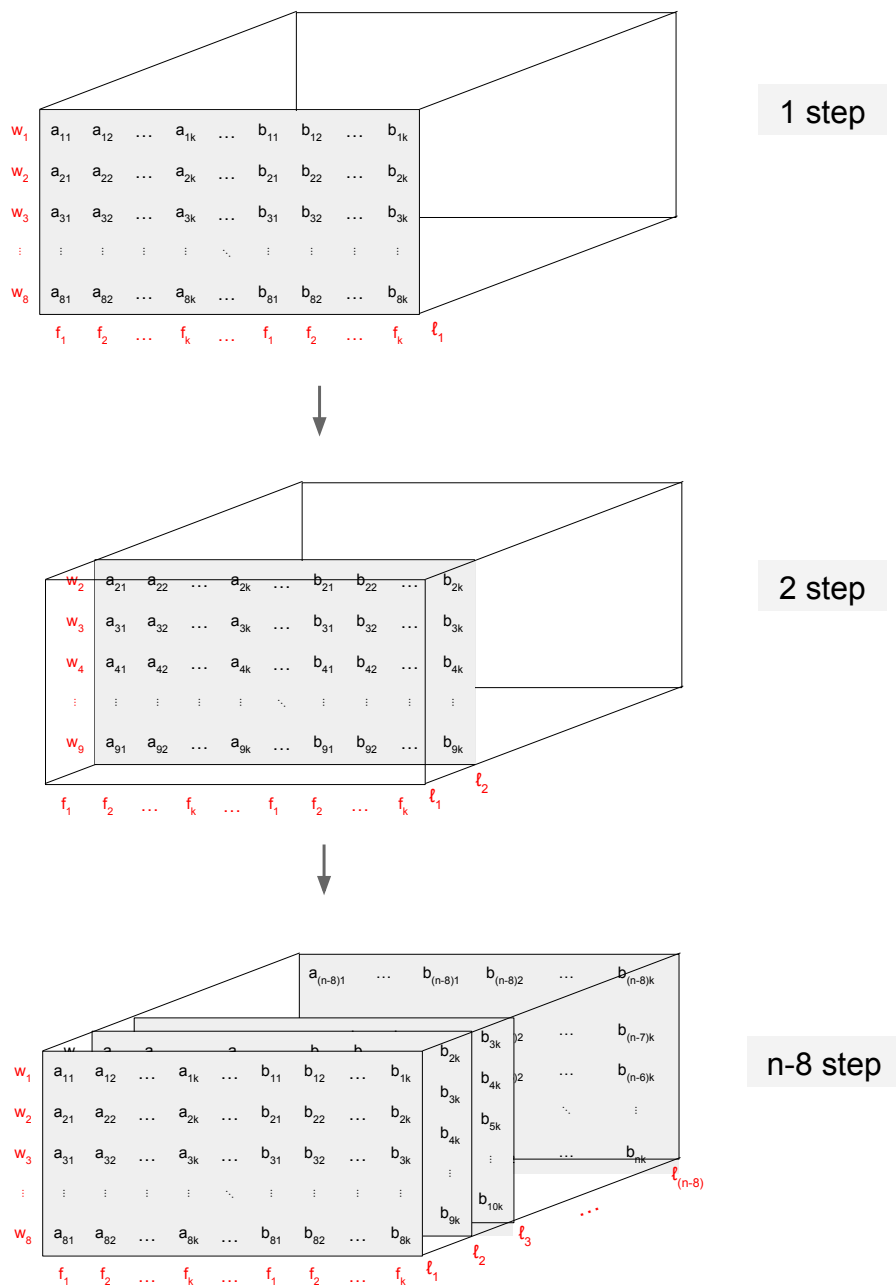 1 step
w₁ a₁₁ a₁₂ … a₁ₖ … b₁₁ b₁₂ … b₁ₖ
w₂ a₂₁ a₂₂ … a₂ₖ … b₂₁ b₂₂ … b₂ₖ
w₃ a₃₁ a₃₂ … a₃ₖ … b₃₁ b₃₂ … b₃ₖ
⋮ ⋮ ⋮ ⋮ ⋮ ⋱ ⋮ ⋮ ⋮ ⋮
w₈ a₈₁ a₈₂ … a₈ₖ … b₈₁ b₈₂ … b₈ₖ
f₁ f₂ … fₖ … f₁ f₂ … fₖ ℓ₁
2 step
w₂ a₂₁ a₂₂ … a₂ₖ … b₂₁ b₂₂ … b₂ₖ
w₃ a₃₁ a₃₂ … a₃ₖ … b₃₁ b₃₂ … b₃ₖ
w₄ a₄₁ a₄₂ … a₄ₖ … b₄₁ b₄₂ … b₄ₖ
⋮ ⋮ ⋮ ⋮ ⋮ ⋱ ⋮ ⋮ ⋮ ⋮
w₉ a₉₁ a₉₂ … a₉ₖ … b₉₁ b₉₂ … b₉ₖ
ℓ₂
f₁ f₂ … fₖ … f₁ f₂ … fₖ ℓ₁
a₍ₙ₋₈₎₁ … b₍ₙ₋₈₎₁ b₍ₙ₋₈₎₂ … b₍ₙ₋₈₎ₖ
… b₍ₙ₋₇₎ₖ
… b₍ₙ₋₆₎ₖ
⋱ ⋮
… bₙₖ
ℓ₍ₙ₋₈₎
n-8 step
b₃ₖ
b₄ₖ
b₅ₖ
⋮
b₁₀ₖ
b₂ₖ
b₃ₖ
b₄ₖ
⋮
b₉ₖ
w₁ a₁₁ a₁₂ … a₁ₖ … b₁₁ b₁₂ … b₁ₖ
w₂ a₂₁ a₂₂ … a₂ₖ … b₂₁ b₂₂ … b₂ₖ
w₃ a₃₁ a₃₂ … a₃ₖ … b₃₁ b₃₂ … b₃ₖ
⋮ ⋮ ⋮ ⋮ ⋮ ⋱ ⋮ ⋮ ⋮ ⋮
w₈ a₈₁ a₈₂ … a₈ₖ … b₈₁ b₈₂ … b₈ₖ
f₁ f₂ … fₖ … f₁ f₂ … fₖ ℓ₁ ℓ₂ ℓ₃ …